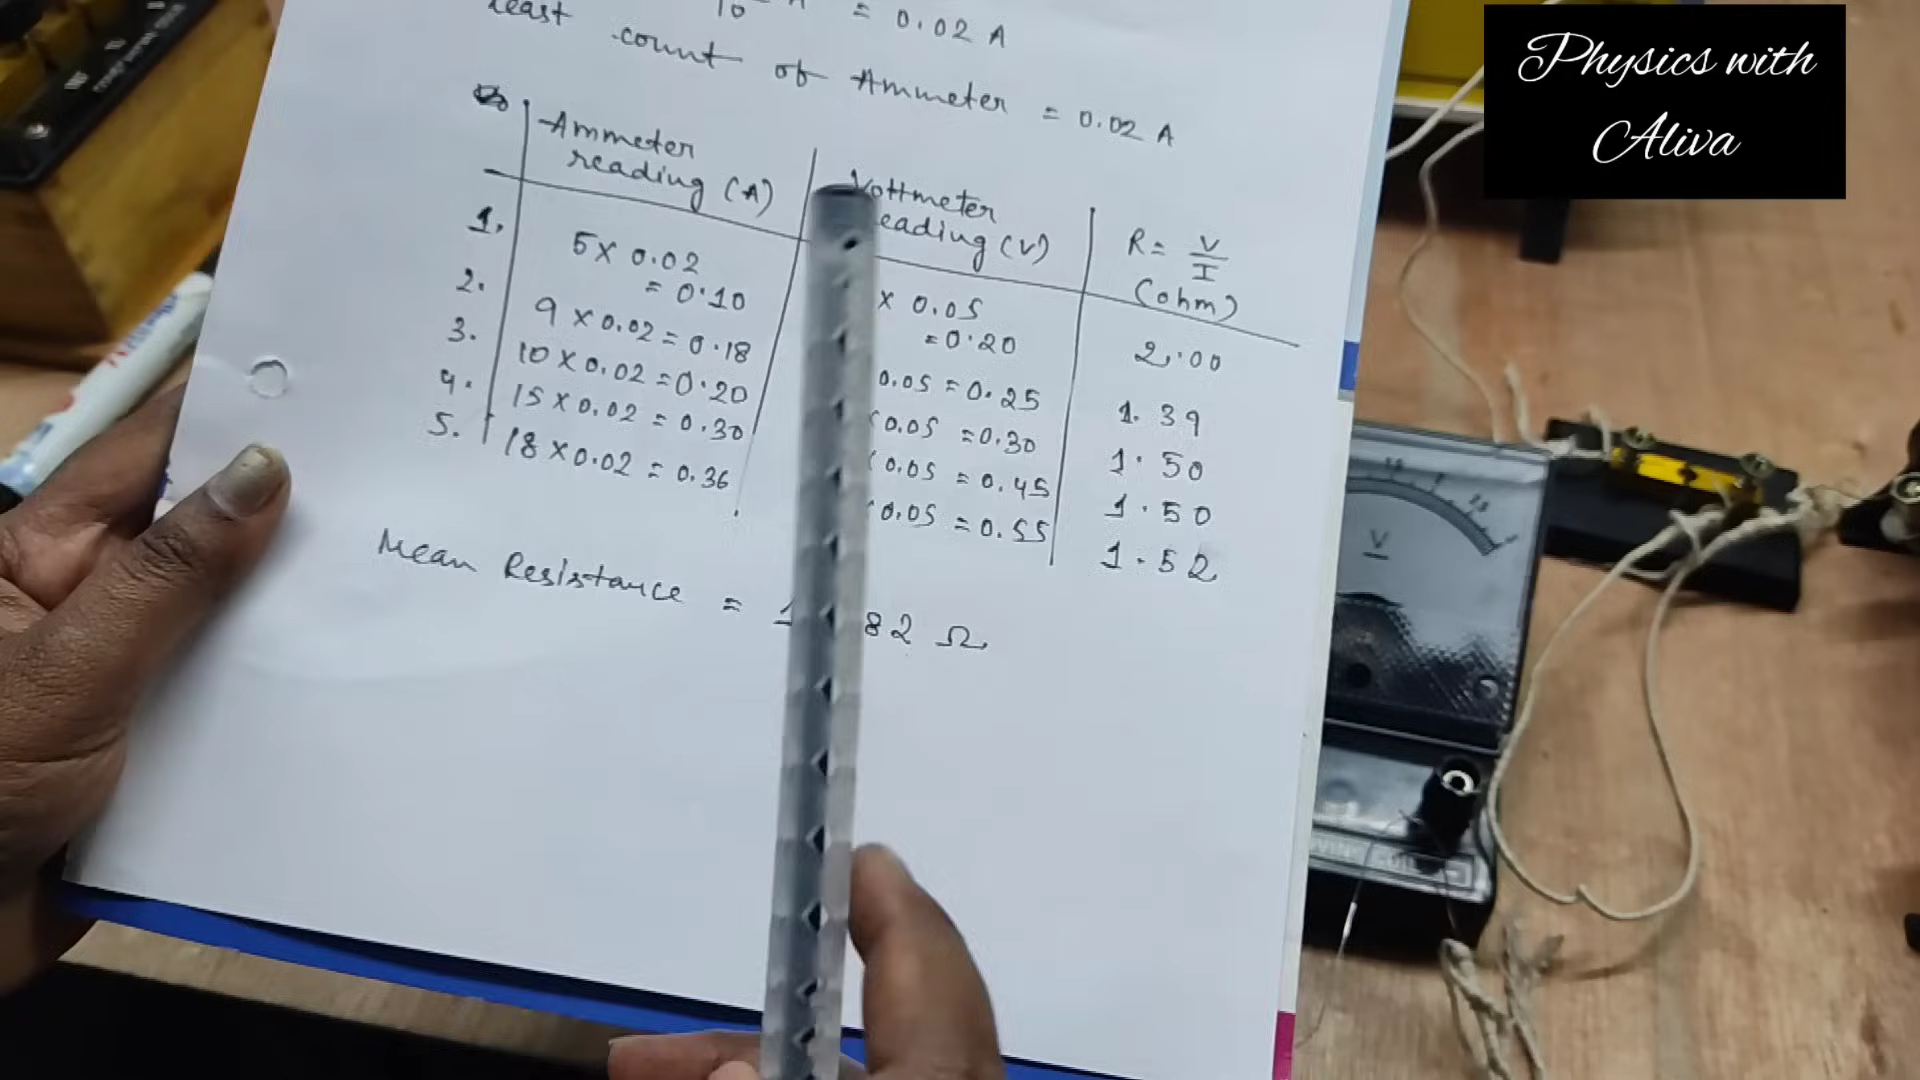 10 A = 0.02 A
Least count of Ammeter = 0.02 A
Ammeter reading (A)
Voltmeter eading (V)
R = V/I (ohm)
1. 5 x 0.02 = 0.10
x 0.05 = 0.20
2.00
2. 9 x 0.02 = 0.18
0.05 = 0.25
1.39
3. 10 x 0.02 = 0.20
x 0.05 = 0.30
1.50
4. 15 x 0.02 = 0.30
x 0.05 = 0.45
1.50
5. 18 x 0.02 = 0.36
x 0.05 = 0.55
1.52
Mean Resistance = 1 82 Ω
Physics with
Aliva
V